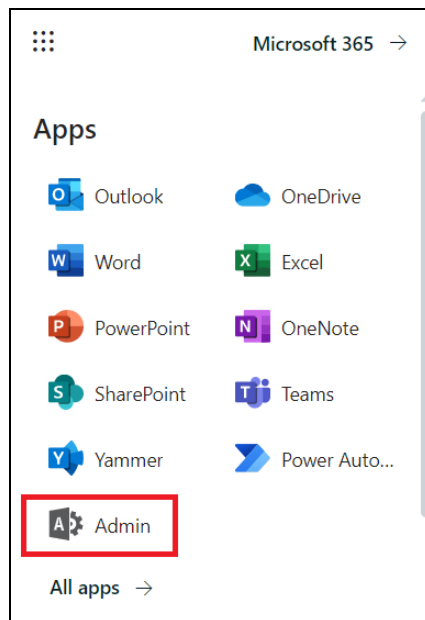 Microsoft 365 →
Apps
Outlook OneDrive
Word Excel
PowerPoint OneNote
SharePoint Teams
Yammer Power Auto...
Admin
All apps →